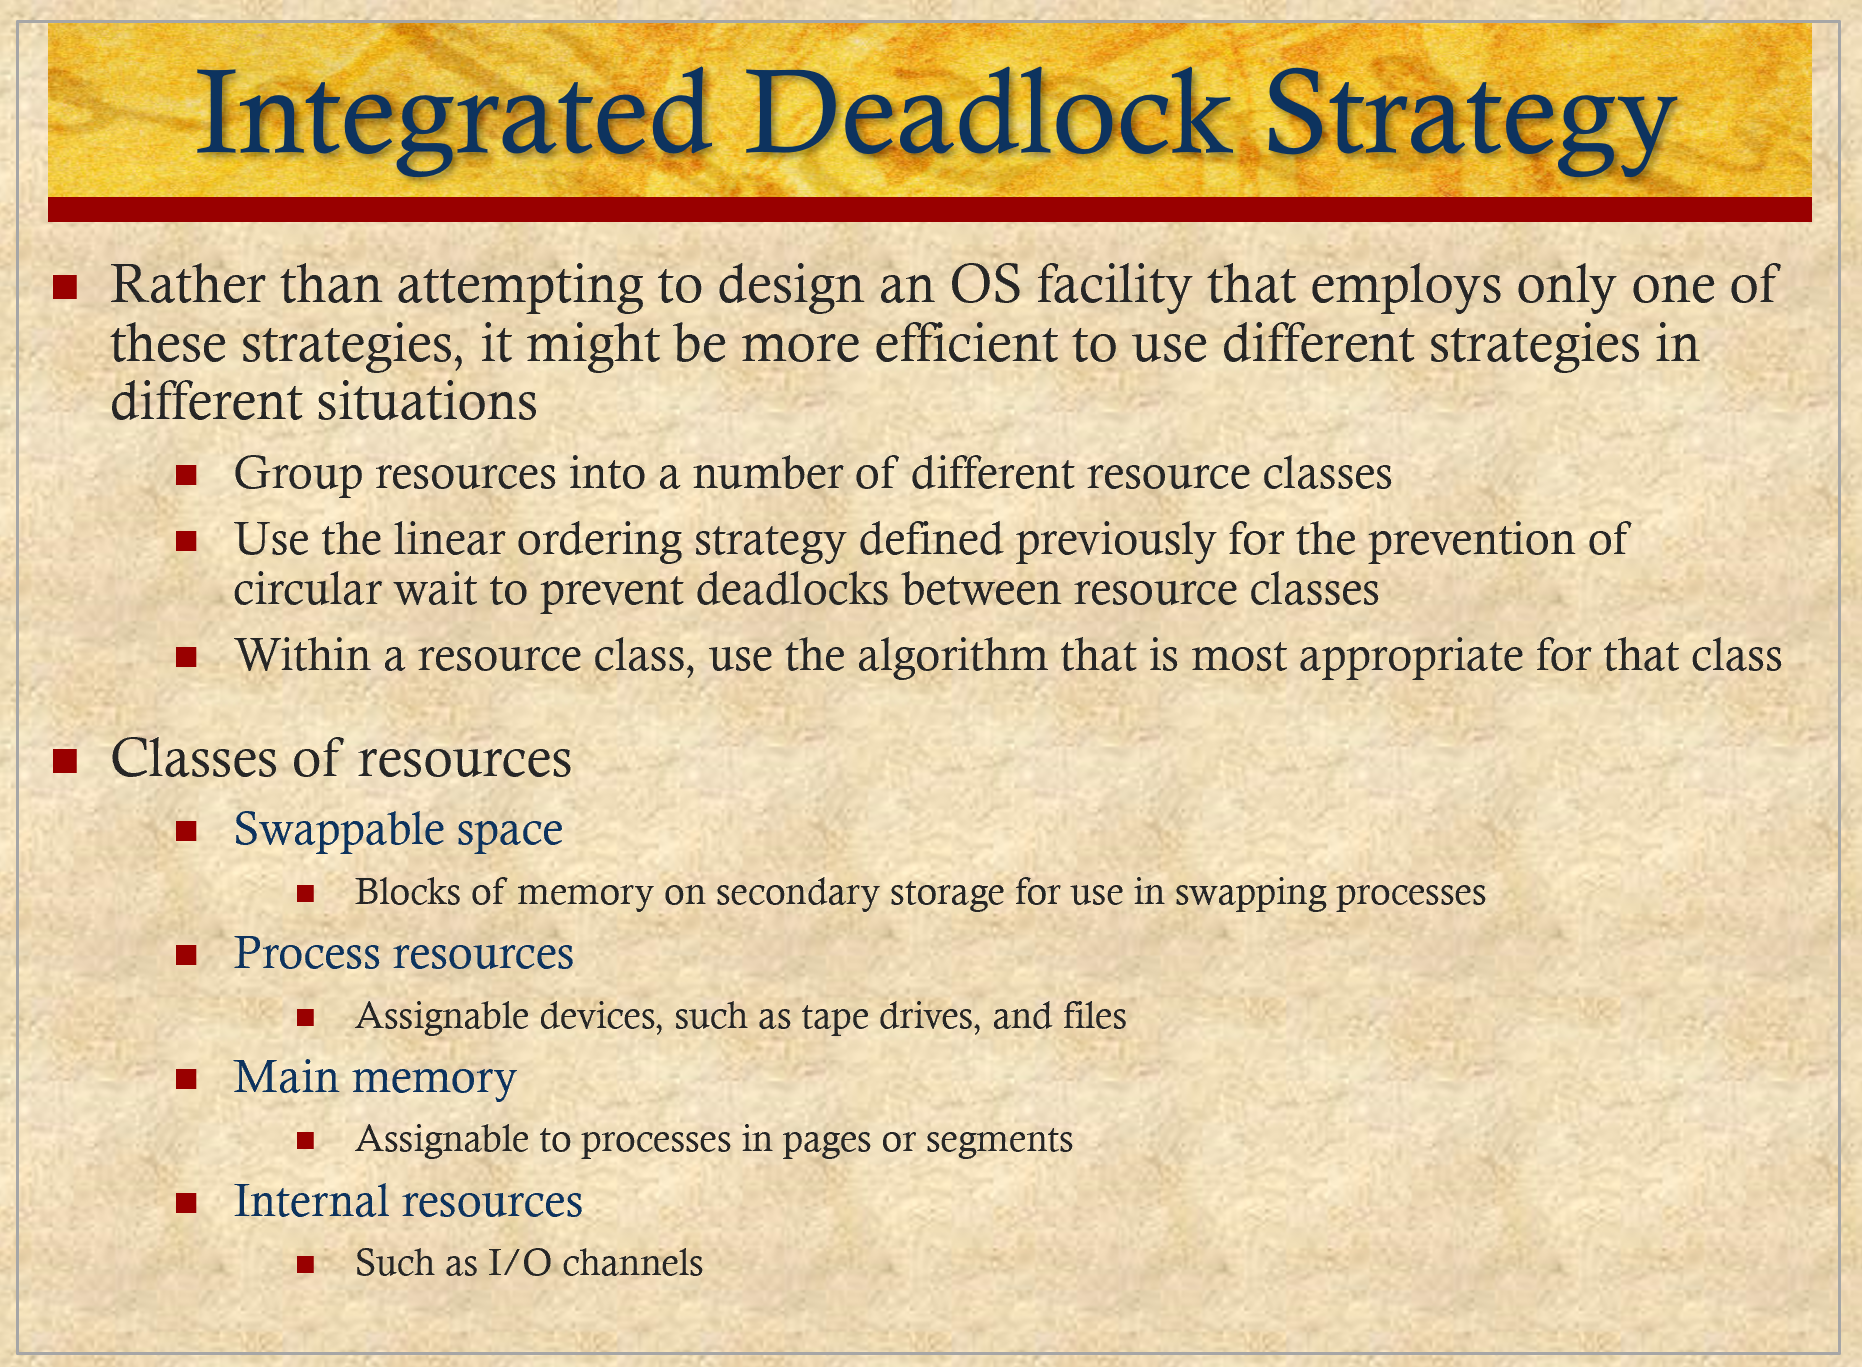 Integrated Deadlock Strategy
Rather than attempting to design an OS facility that employs only one of
these strategies, it might be more efficient to use different strategies in
different situations
Group resources into a number of different resource classes
Use the linear ordering strategy defined previously for the prevention of
circular wait to prevent deadlocks between resource classes
Within a resource class, use the algorithm that is most appropriate for that class
Classes of resources
Swappable space
Blocks of memory on secondary storage for use in swapping processes
Process resources
Assignable devices, such as tape drives, and files
Main memory
Assignable to processes in pages or segments
Internal resources
Such as I/O channels